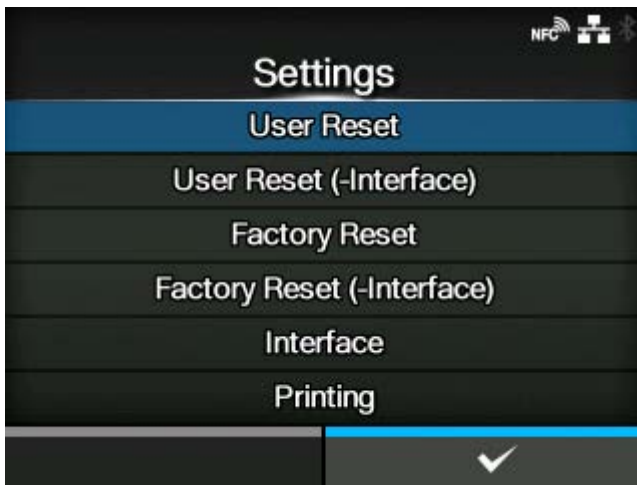 NFC
Settings
User Reset
User Reset (-Interface)
Factory Reset
Factory Reset (-Interface)
Interface
Printing